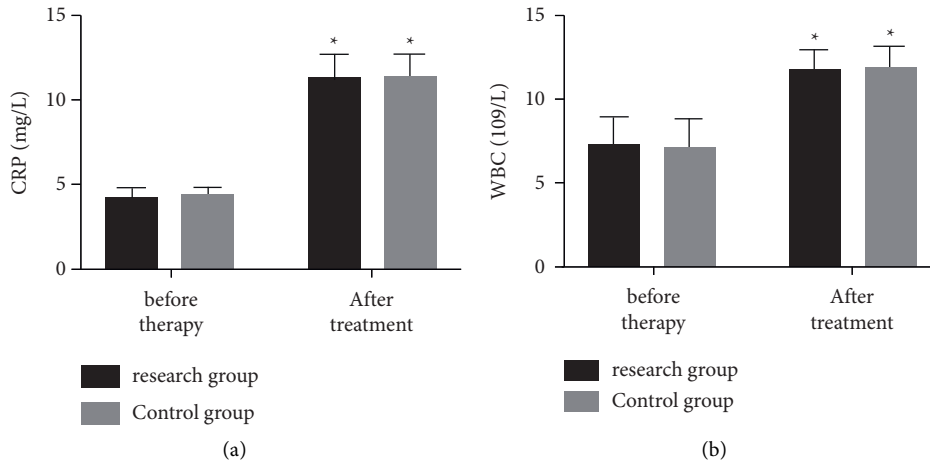 15
10
5
0
CRP (mg/L)
* *
before
therapy
After
treatment
research group
Control group
(a)
15
10
5
0
WBC (109/L)
* *
before
therapy
After
treatment
research group
Control group
(b)